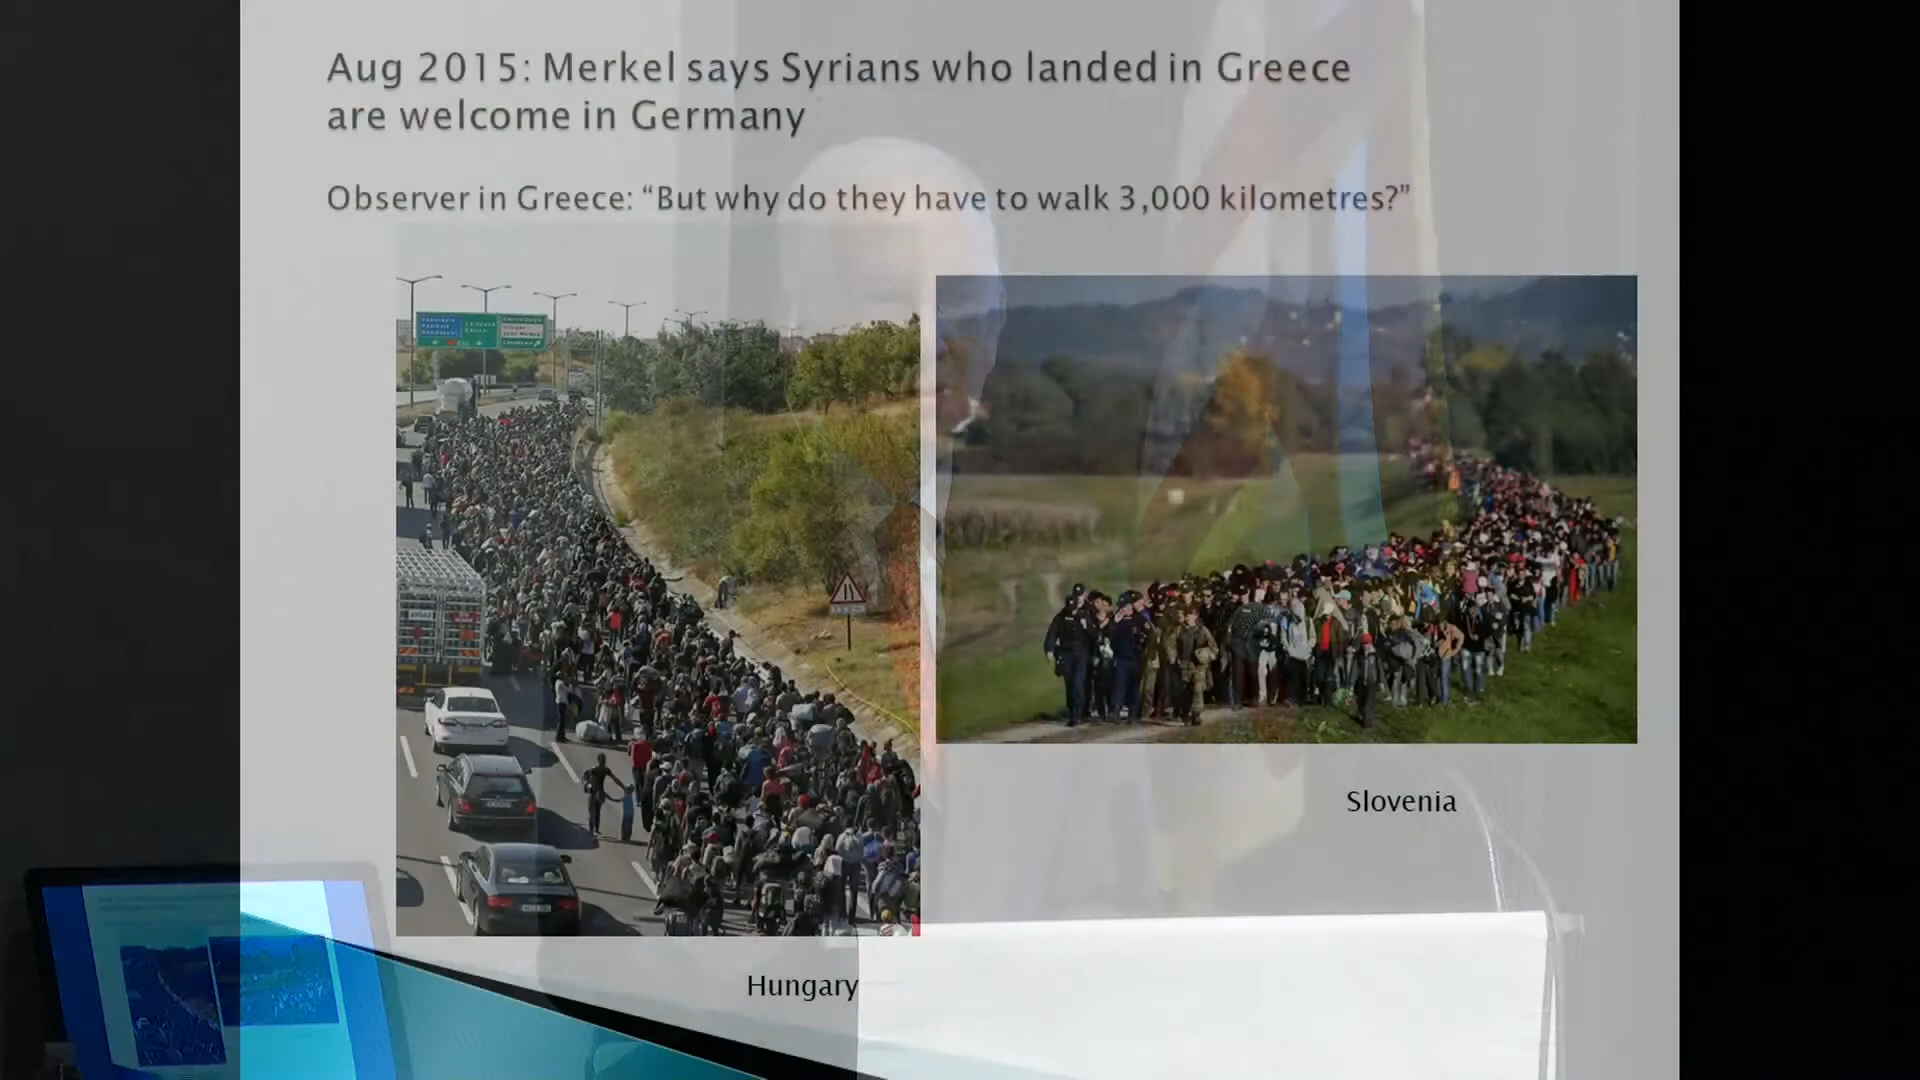 Aug 2015: Merkel says Syrians who landed in Greece
are welcome in Germany
Observer in Greece: “But why do they have to walk 3,000 kilometres?”
Slovenia
Hungary